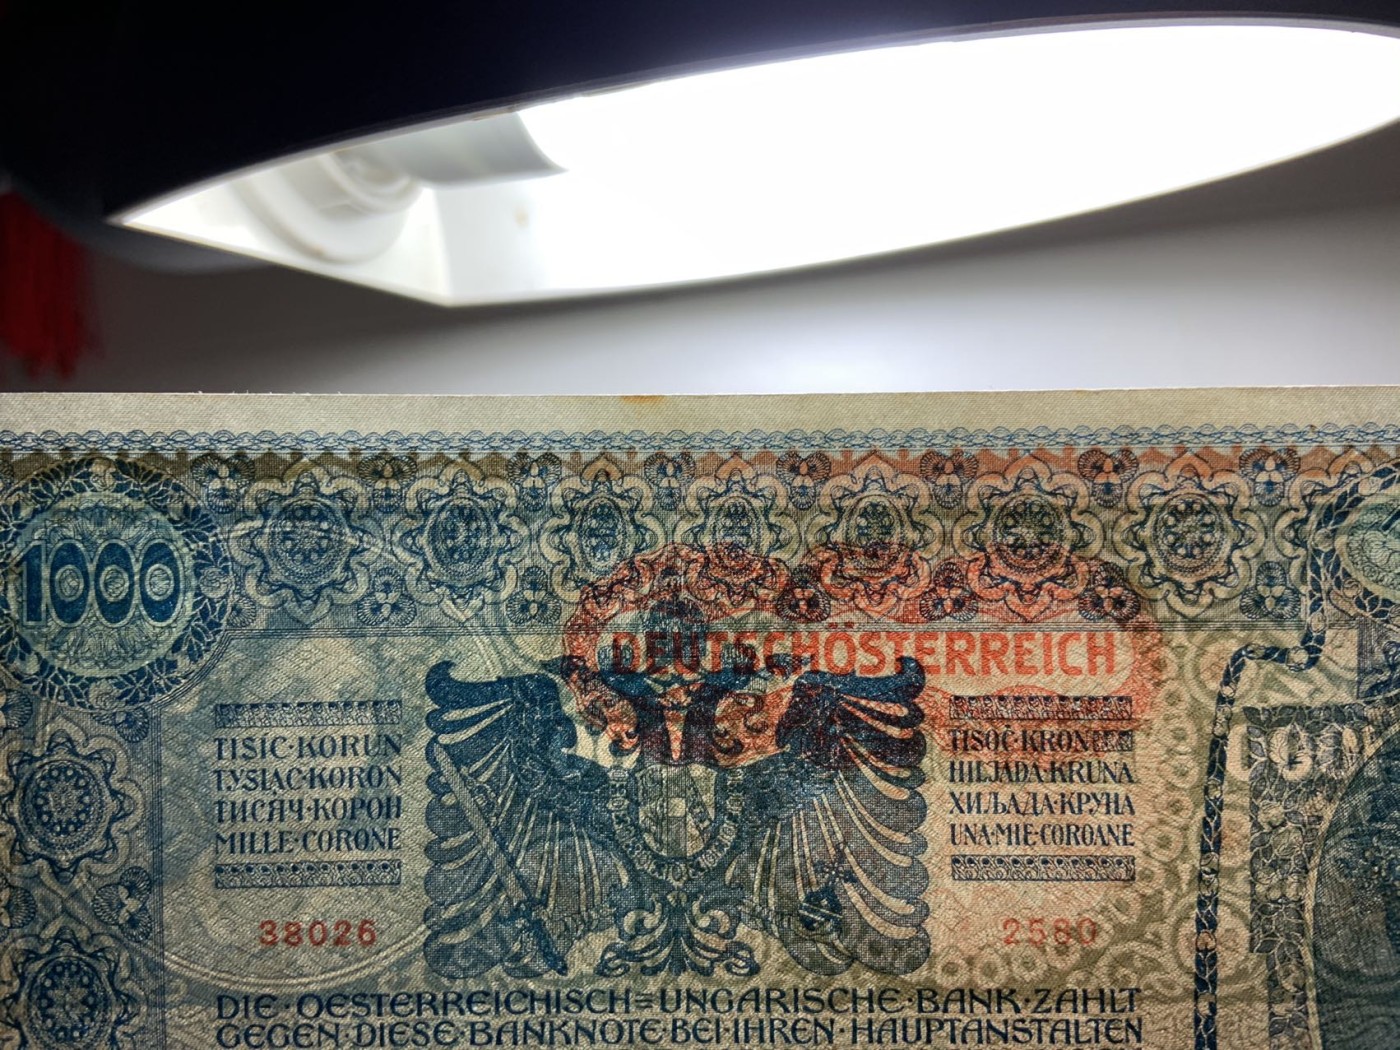 1000
DEUTSCHÖSTERREICH
TISIC·KORUN
TYSIĄC·KORON
ТИСЯЧ·КОРОН
MILLE·CORONE
TISOČ·KRON
HILJADA·KRUNA
ХИЉАДА·КРУНА
UNA·MIE·COROANE
38026
2580
DIE·OESTERREICHISCH=UNGARISCHE·BANK·ZAHLT
GEGEN·DIESE·BANKNOTE·BEI·IHREN·HAUPTANSTALTEN